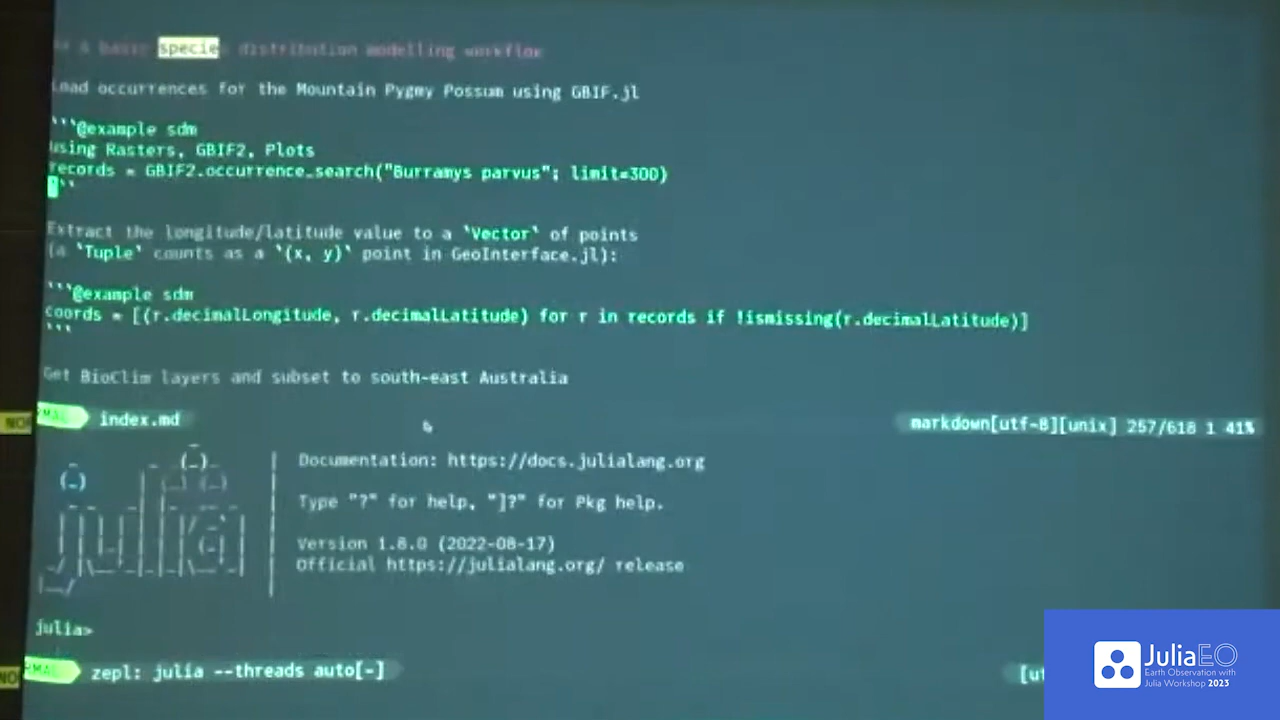 ## A basic species distribution modelling workflow
Load occurrences for the Mountain Pygmy Possum using GBIF.jl
```@example sdm
using Rasters, GBIF2, Plots
records = GBIF2.occurrence_search("Burramys parvus"; limit=300)
```
Extract the longitude/latitude value to a `Vector` of points
(a `Tuple` counts as a `(x, y)` point in GeoInterface.jl):
```@example sdm
coords = [(r.decimalLongitude, r.decimalLatitude) for r in records if !ismissing(r.decimalLatitude)]
```
Get BioClim layers and subset to south-east Australia
NO
index.md
markdown[utf-8][unix] 257/618 1 41%
Documentation: https://docs.julialang.org
Type "?" for help, "]?" for Pkg help.
Version 1.8.0 (2022-08-17)
Official https://julialang.org/ release
julia>
NO
zepl: julia --threads auto[-]
[ut
JuliaEO
Earth Observation with
Julia Workshop 2023